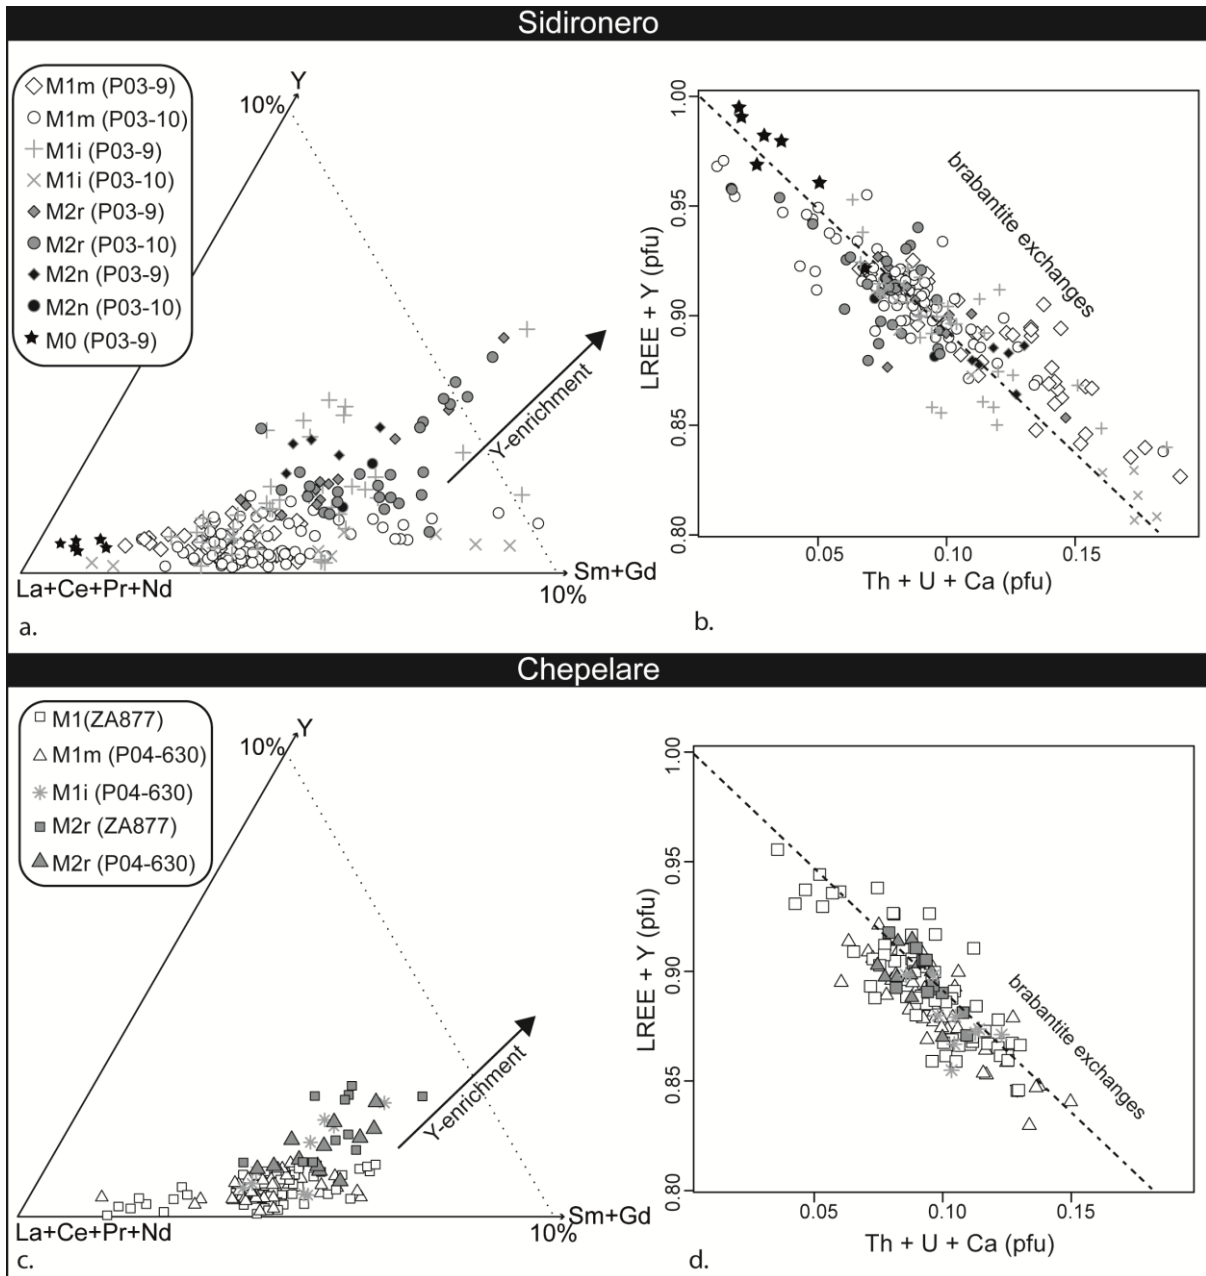 Sidironero
Y
10%
M1m (P03-9)
M1m (P03-10)
M1i (P03-9)
M1i (P03-10)
M2r (P03-9)
M2r (P03-10)
M2n (P03-9)
M2n (P03-10)
M0 (P03-9)
Y-enrichment
La+Ce+Pr+Nd
Sm+Gd
10%
a.
1.00
0.95
0.90
0.85
0.80
LREE + Y (pfu)
brabantite exchanges
0.05
0.10
0.15
Th + U + Ca (pfu)
b.
Chepelare
Y
10%
M1(ZA877)
M1m (P04-630)
M1i (P04-630)
M2r (ZA877)
M2r (P04-630)
Y-enrichment
La+Ce+Pr+Nd
Sm+Gd
10%
c.
1.00
0.95
0.90
0.85
0.80
LREE + Y (pfu)
brabantite exchanges
0.05
0.10
0.15
Th + U + Ca (pfu)
d.